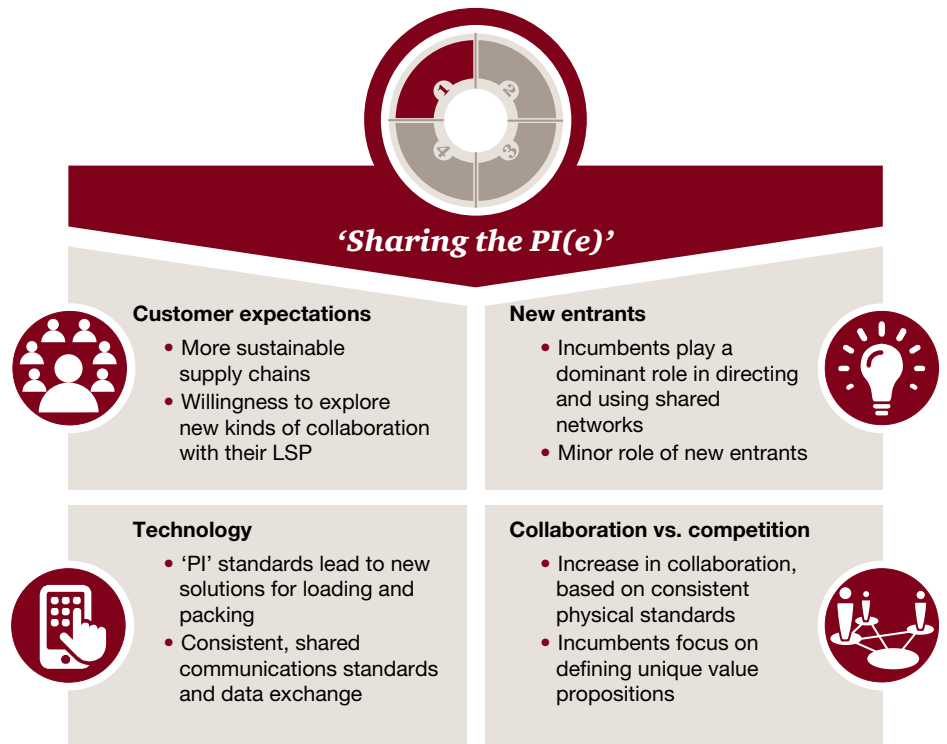 1
2
4
3
‘Sharing the PI(e)’
Customer expectations
• More sustainable
supply chains
• Willingness to explore
new kinds of collaboration
with their LSP
New entrants
• Incumbents play a
dominant role in directing
and using shared
networks
• Minor role of new entrants
Technology
• ‘PI’ standards lead to new
solutions for loading and
packing
• Consistent, shared
communications standards
and data exchange
Collaboration vs. competition
• Increase in collaboration,
based on consistent
physical standards
• Incumbents focus on
defining unique value
propositions